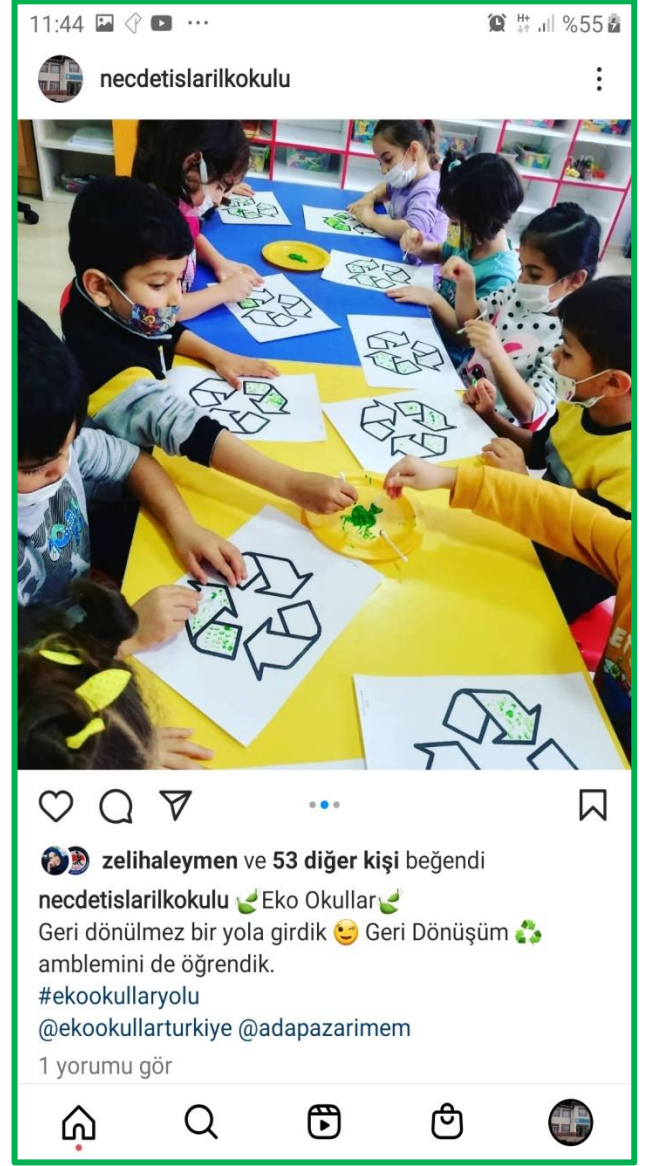 11:44 %55
necdetislarilkokulu
zelihaleymen ve 53 diğer kişi beğendi
necdetislarilkokulu 🍃Eko Okullar🍃
Geri dönülmez bir yola girdik 😉 Geri Dönüşüm ♻️
amblemini de öğrendik.
#ekookullaryolu
@ekookullarturkiye @adapazarimem
1 yorumu gör